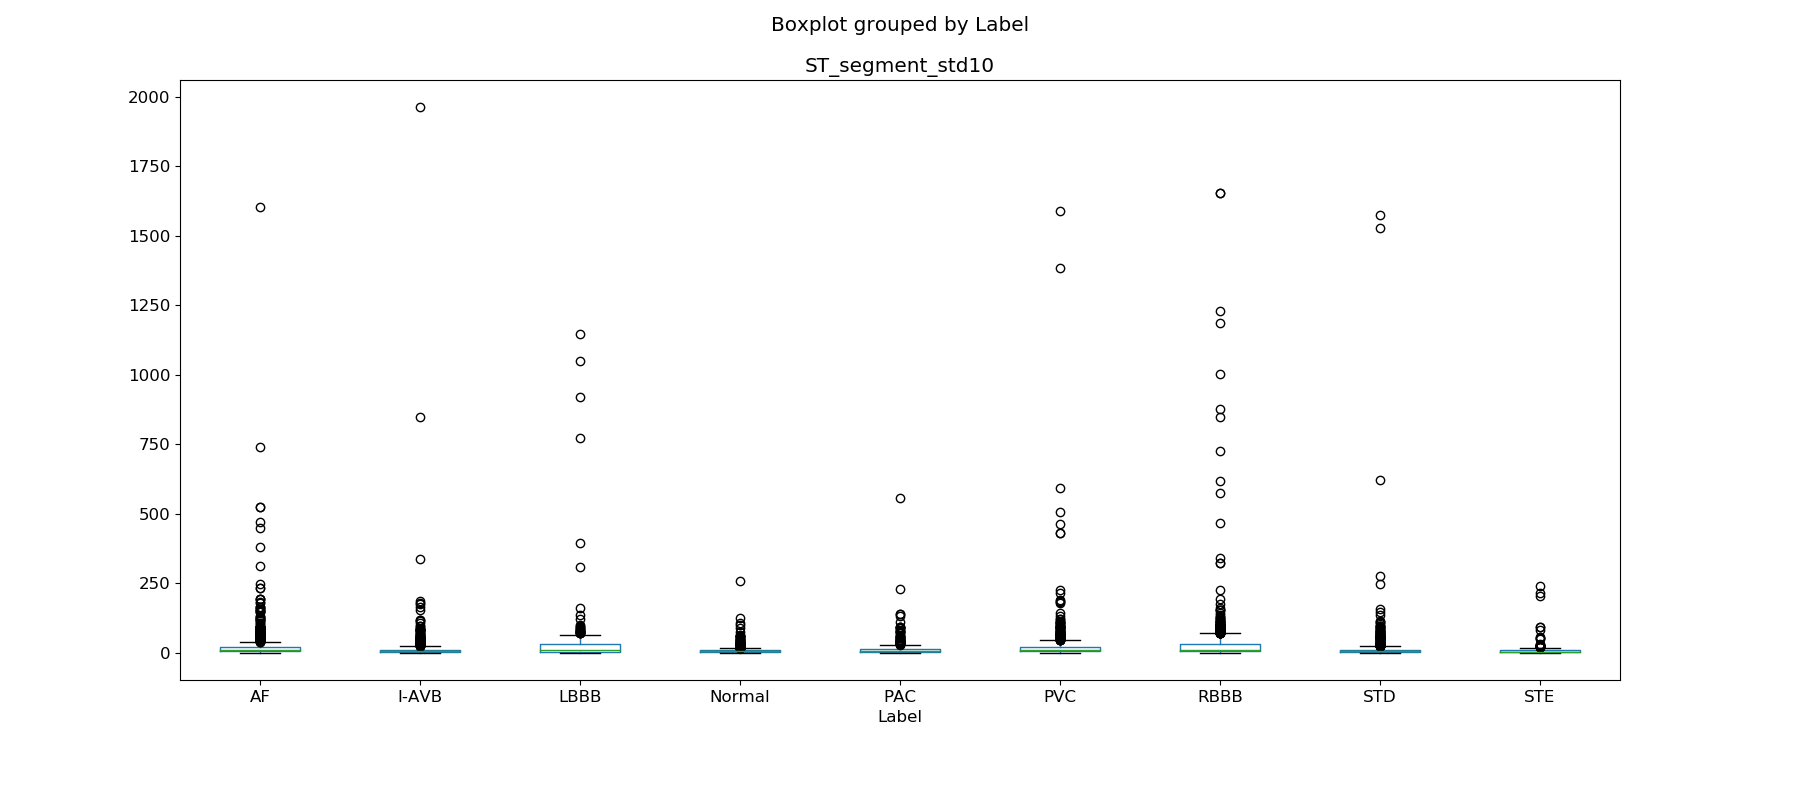 Boxplot grouped by Label
ST_segment_std10
2000
1750
1500
1250
1000
750
500
250
0
AF I-AVB LBBB Normal PAC PVC RBBB STD STE
Label